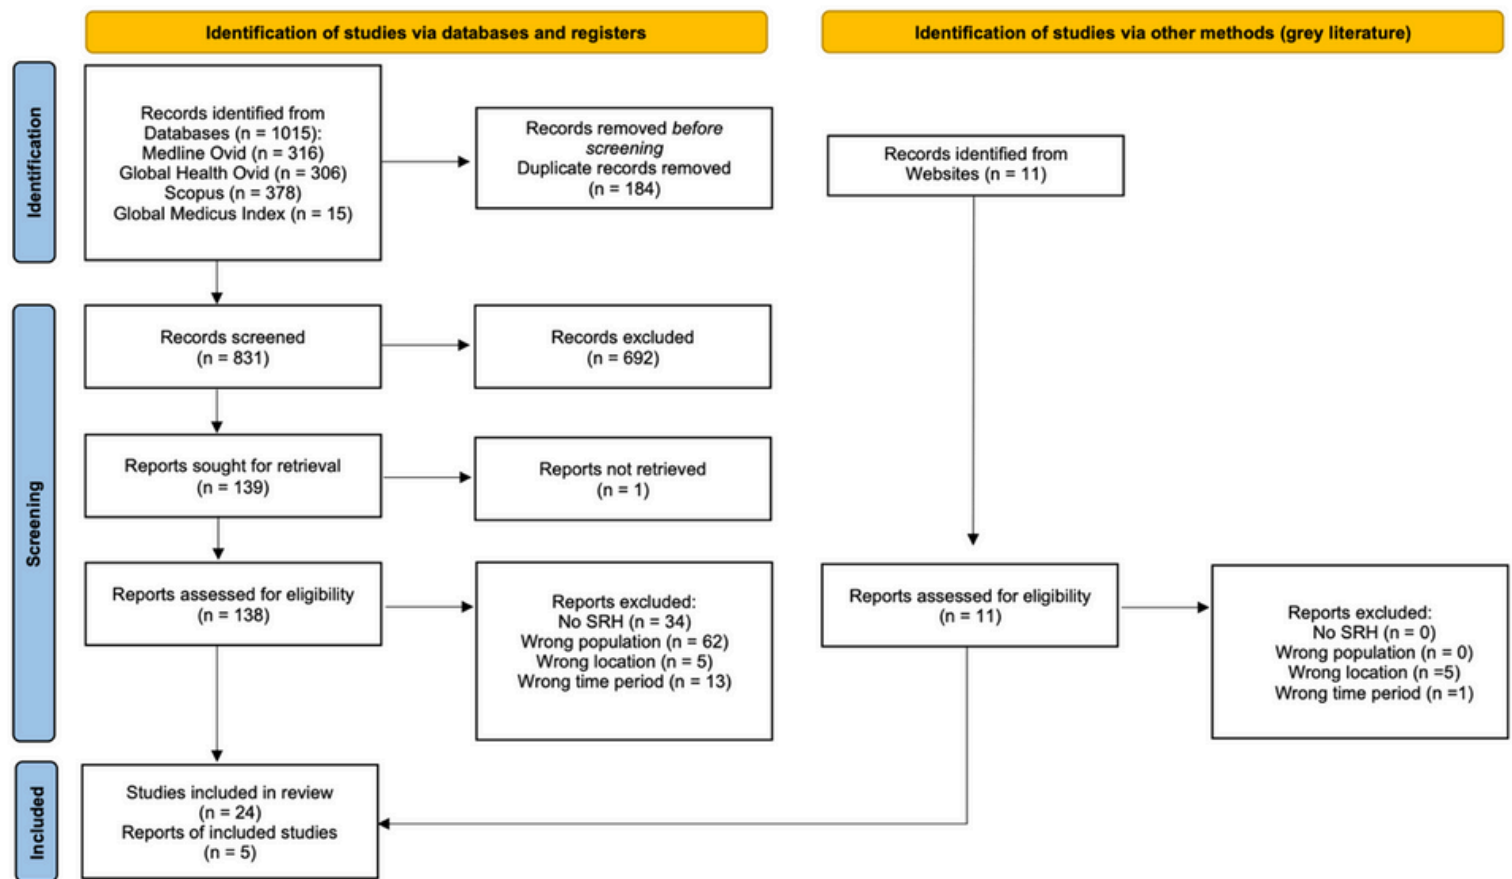 Identification of studies via databases and registers
Identification of studies via other methods (grey literature)
Identification
Records identified from
Databases (n = 1015):
Medline Ovid (n = 316)
Global Health Ovid (n = 306)
Scopus (n = 378)
Global Medicus Index (n = 15)
Records removed before
screening
Duplicate records removed
(n = 184)
Records identified from
Websites (n = 11)
Screening
Records screened
(n = 831)
Records excluded
(n = 692)
Reports sought for retrieval
(n = 139)
Reports not retrieved
(n = 1)
Reports assessed for eligibility
(n = 138)
Reports excluded:
No SRH (n = 34)
Wrong population (n = 62)
Wrong location (n = 5)
Wrong time period (n = 13)
Reports assessed for eligibility
(n = 11)
Reports excluded:
No SRH (n = 0)
Wrong population (n = 0)
Wrong location (n =5)
Wrong time period (n =1)
Included
Studies included in review
(n = 24)
Reports of included studies
(n = 5)